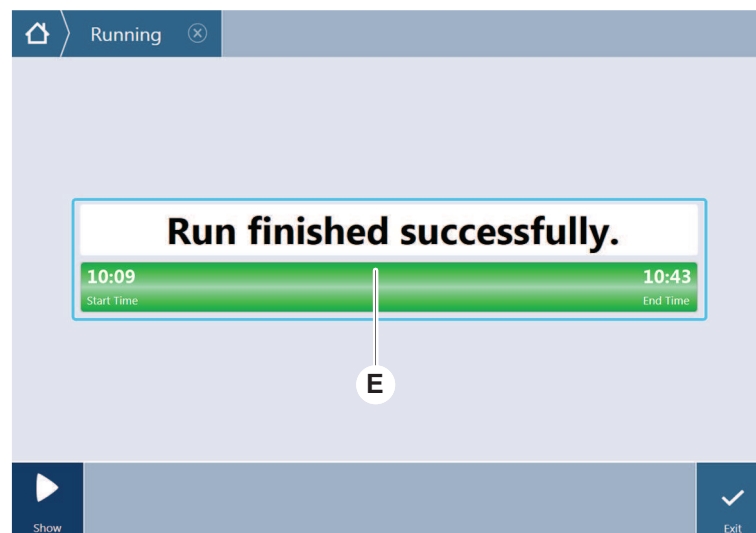 Running
Run finished successfully.
10:09 10:43
Start Time End Time
E
Show Exit